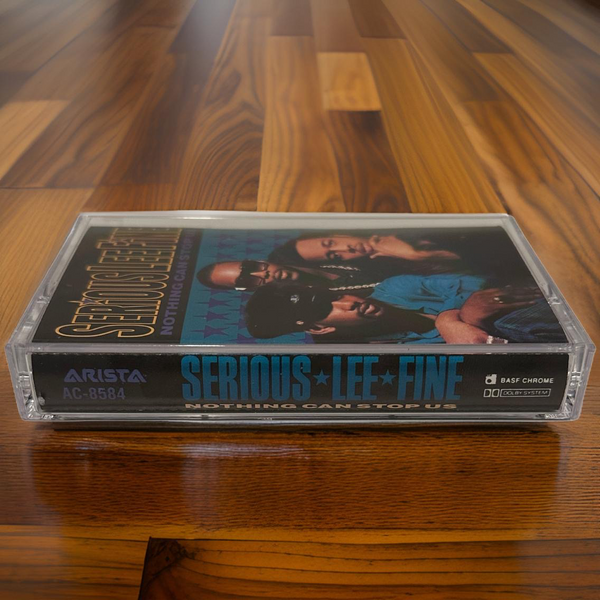 SERIOUS LEE FINE
NOTHING CAN STOP
ARISTA
AC-8584
SERIOUS★LEE★FINE
NOTHING CAN STOP US
BASF CHROME
DOLBY SYSTEM®